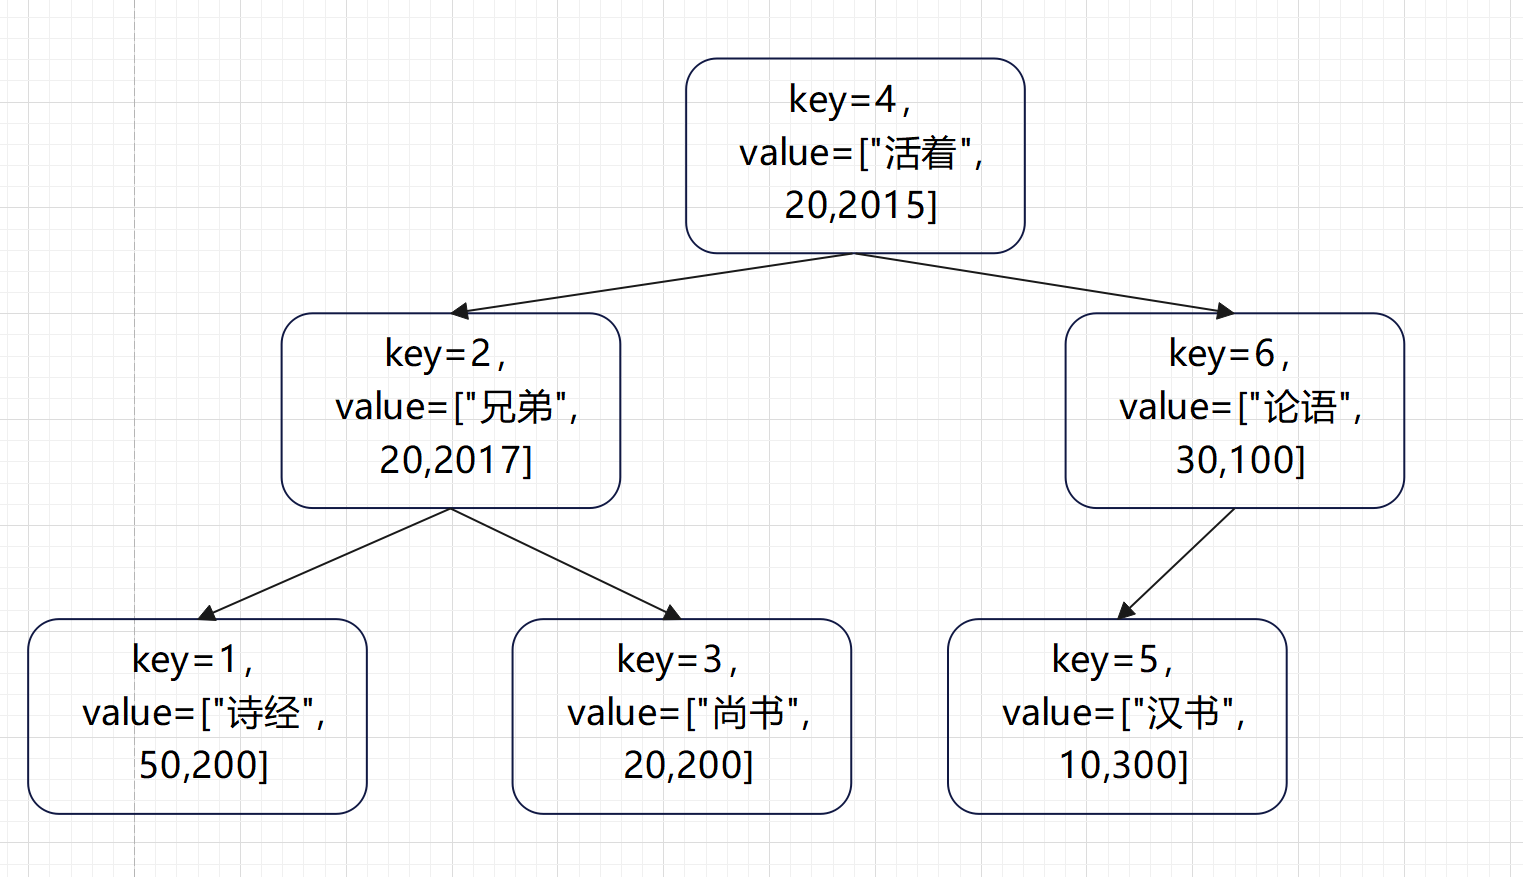 key=4,
value=["活着",
20,2015]
key=2,
value=["兄弟",
20,2017]
key=6,
value=["论语",
30,100]
key=1,
value=["诗经",
50,200]
key=3,
value=["尚书",
20,200]
key=5,
value=["汉书",
10,300]